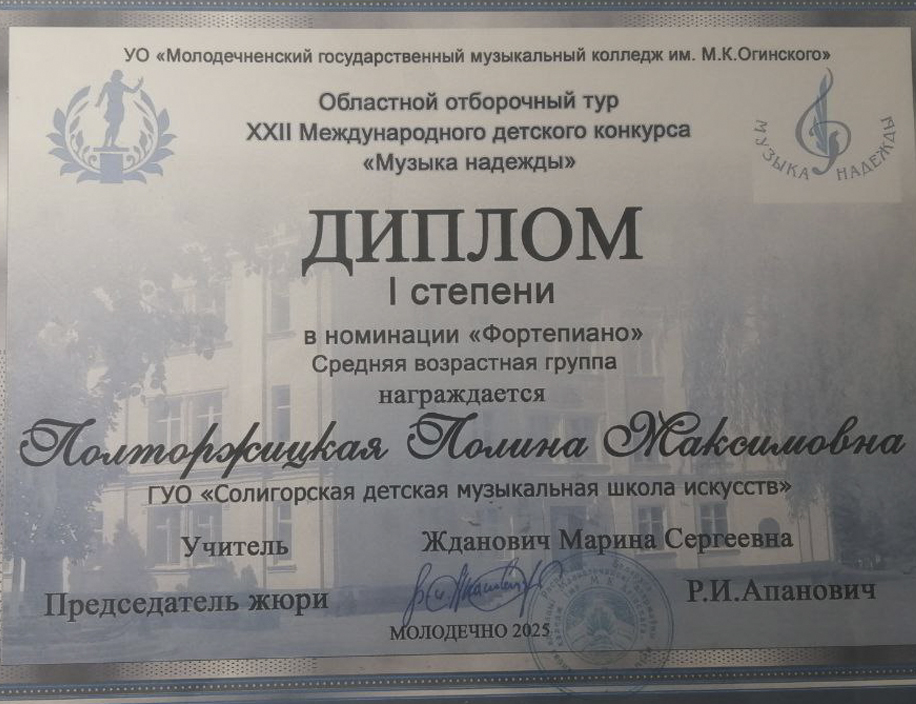 УО «Молодечненский государственный музыкальный колледж им. М.К.Огинского»
Областной отборочный тур
XXII Международного детского конкурса
«Музыка надежды»
МУЗЫКА НАДЕЖДЫ
ДИПЛОМ
I степени
в номинации «Фортепиано»
Средняя возрастная группа
награждается
Полторжицкая Полина Максимовна
ГУО «Солигорская детская музыкальная школа искусств»
Учитель Жданович Марина Сергеевна
Председатель жюри Р.И.Апанович
МОЛОДЕЧНО 2025